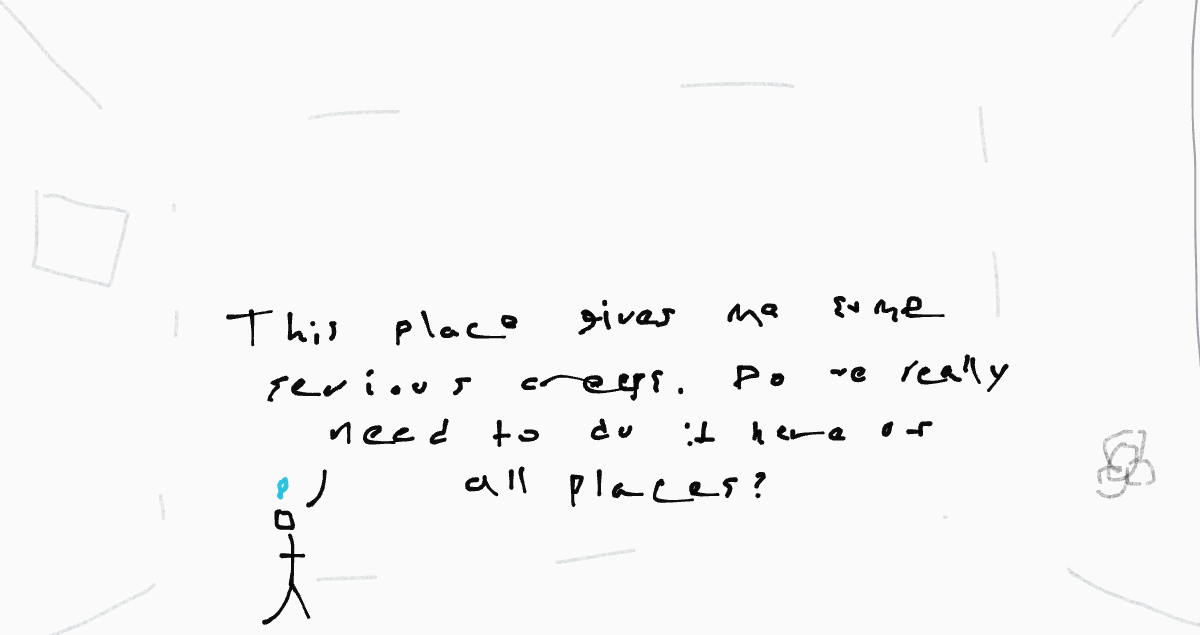 This place gives me some
serious creeps. Do we really
need to do it here of
all places?
P